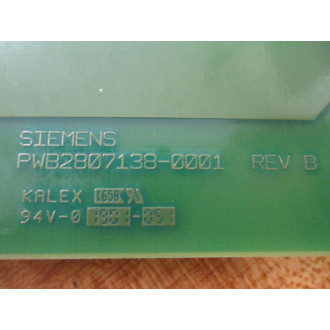 SIEMENS
PWB2807138-0001 REV B
KALEX
94V-0